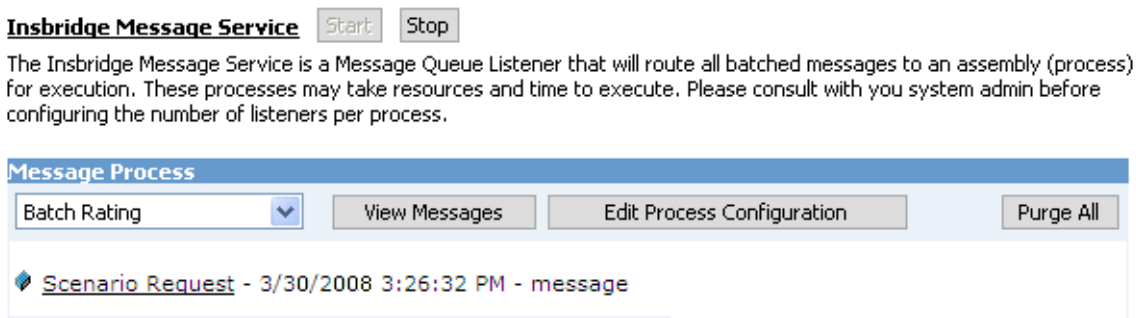 Insbridge Message Service Start Stop
The Insbridge Message Service is a Message Queue Listener that will route all batched messages to an assembly (process)
for execution. These processes may take resources and time to execute. Please consult with you system admin before
configuring the number of listeners per process.
Message Process
Batch Rating View Messages Edit Process Configuration Purge All
Scenario Request - 3/30/2008 3:26:32 PM - message